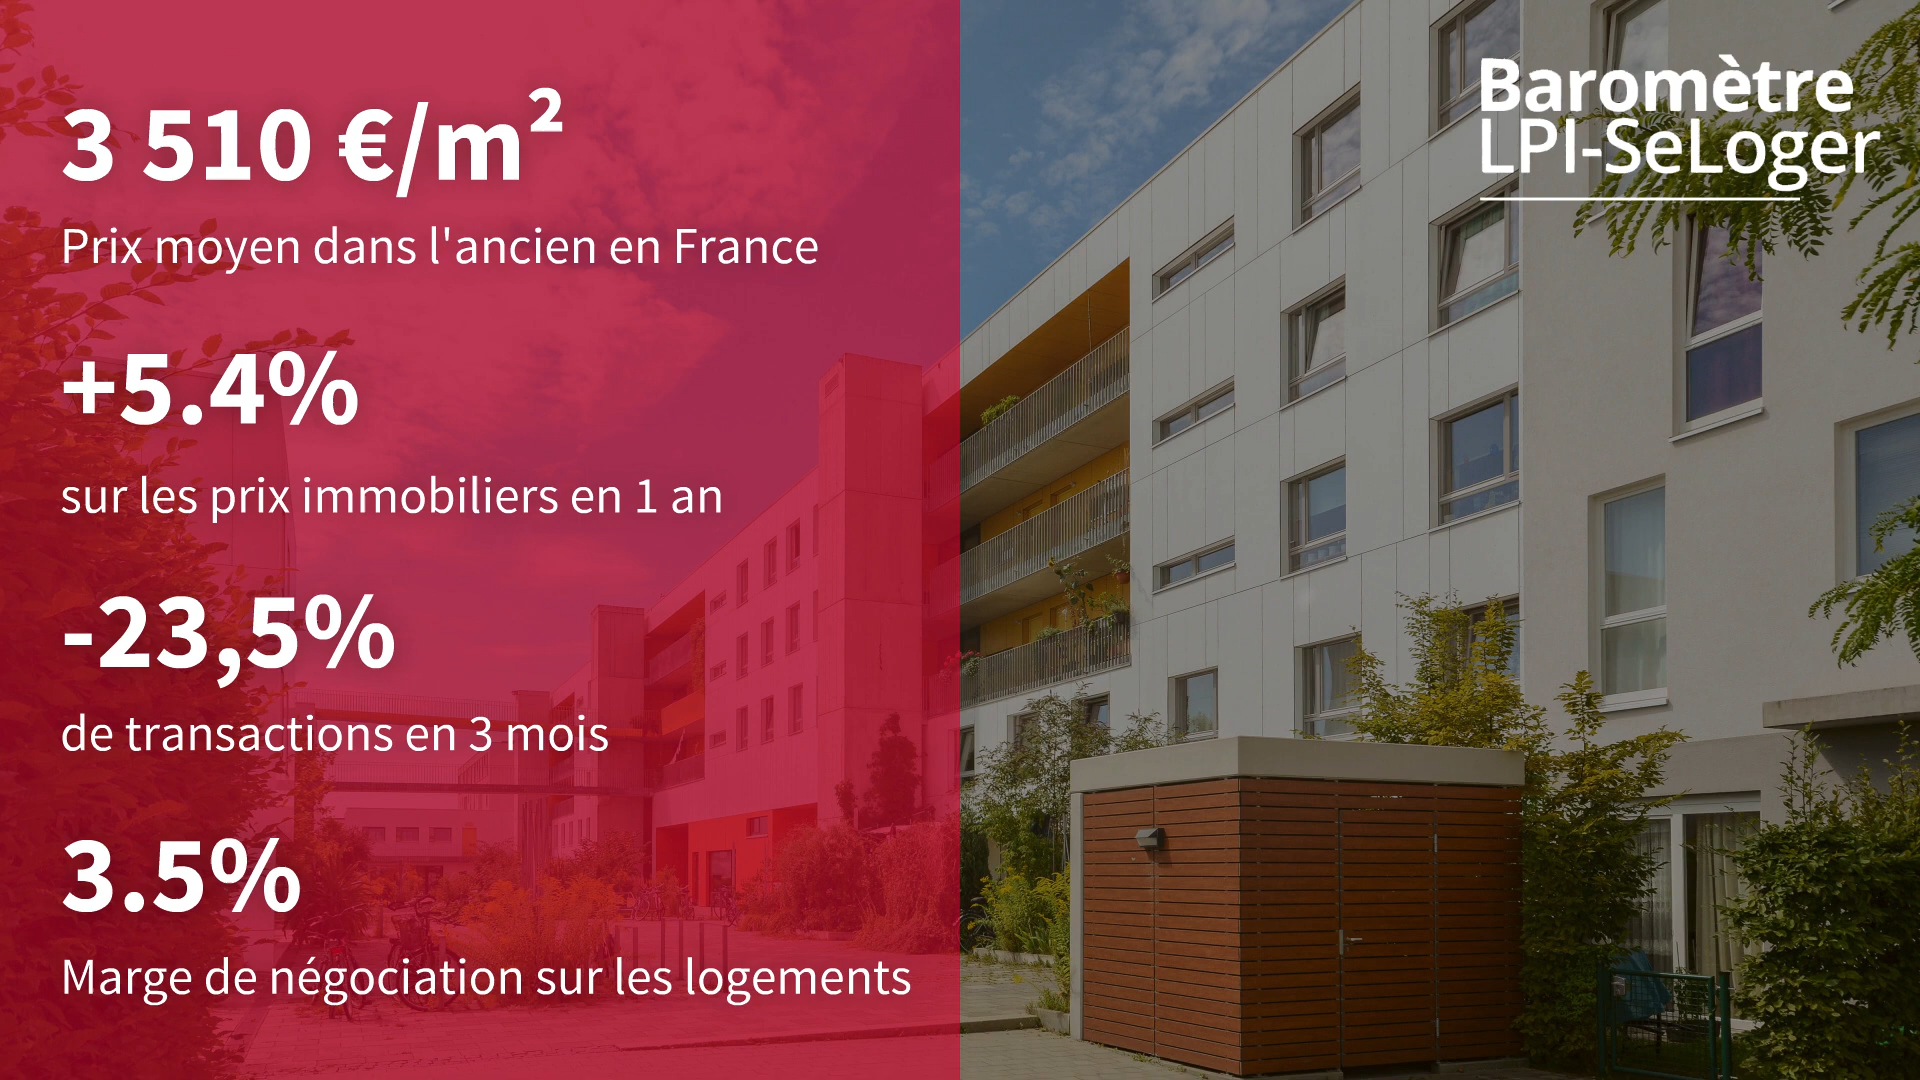 3 510 €/m²
Prix moyen dans l'ancien en France
+5.4%
sur les prix immobiliers en 1 an
-23,5%
de transactions en 3 mois
3.5%
Marge de négociation sur les logements
Baromètre
LPI-SeLoger